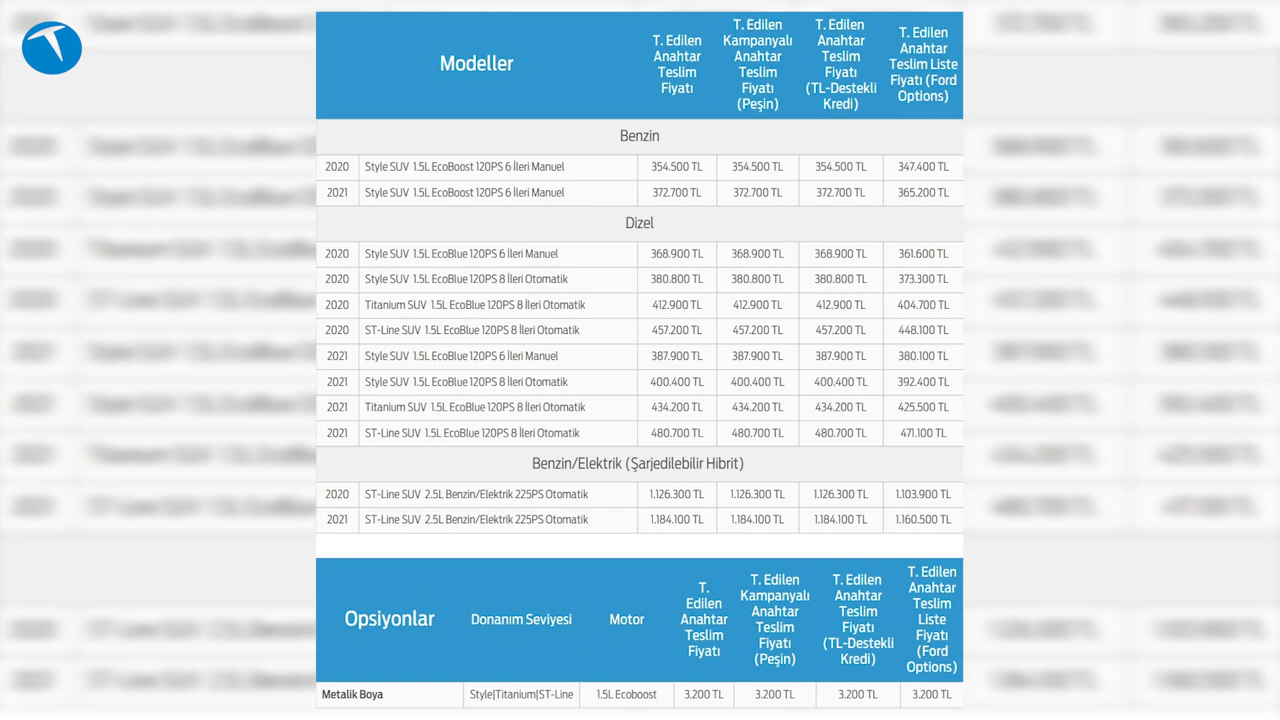 Modeller
T. Edilen
Anahtar
Teslim
Fiyatı
T. Edilen
Kampanyalı
Anahtar
Teslim
Fiyatı
(Peşin)
T. Edilen
Anahtar
Teslim
Fiyatı
(TL-Destekli
Kredi)
T. Edilen
Anahtar
Teslim Liste
Fiyatı (Ford
Options)
Benzin
2020 Style SUV 1.5L EcoBoost 120PS 6 İleri Manuel 354.500 TL 354.500 TL 354.500 TL 347.400 TL
2021 Style SUV 1.5L EcoBoost 120PS 6 İleri Manuel 372.700 TL 372.700 TL 372.700 TL 365.200 TL
Dizel
2020 Style SUV 1.5L EcoBlue 120PS 6 İleri Manuel 368.900 TL 368.900 TL 368.900 TL 361.600 TL
2020 Style SUV 1.5L EcoBlue 120PS 8 İleri Otomatik 380.800 TL 380.800 TL 380.800 TL 373.300 TL
2020 Titanium SUV 1.5L EcoBlue 120PS 8 İleri Otomatik 412.900 TL 412.900 TL 412.900 TL 404.700 TL
2020 ST-Line SUV 1.5L EcoBlue 120PS 8 İleri Otomatik 457.200 TL 457.200 TL 457.200 TL 448.100 TL
2021 Style SUV 1.5L EcoBlue 120PS 6 İleri Manuel 387.900 TL 387.900 TL 387.900 TL 380.100 TL
2021 Style SUV 1.5L EcoBlue 120PS 8 İleri Otomatik 400.400 TL 400.400 TL 400.400 TL 392.400 TL
2021 Titanium SUV 1.5L EcoBlue 120PS 8 İleri Otomatik 434.200 TL 434.200 TL 434.200 TL 425.500 TL
2021 ST-Line SUV 1.5L EcoBlue 120PS 8 İleri Otomatik 480.700 TL 480.700 TL 480.700 TL 471.100 TL
Benzin/Elektrik (Şarjedilebilir Hibrit)
2020 ST-Line SUV 2.5L Benzin/Elektrik 225PS Otomatik 1.126.300 TL 1.126.300 TL 1.126.300 TL 1.103.900 TL
2021 ST-Line SUV 2.5L Benzin/Elektrik 225PS Otomatik 1.184.100 TL 1.184.100 TL 1.184.100 TL 1.160.500 TL
Opsiyonlar
Donanım Seviyesi
Motor
T.
Edilen
Anahtar
Teslim
Fiyatı
T. Edilen
Kampanyalı
Anahtar
Teslim
Fiyatı
(Peşin)
T. Edilen
Anahtar
Teslim
Fiyatı
(TL-Destekli
Kredi)
T. Edilen
Anahtar
Teslim
Liste
Fiyatı
(Ford
Options)
Metalik Boya Style|Titanium|ST-Line 1.5L Ecoboost 3.200 TL 3.200 TL 3.200 TL 3.200 TL